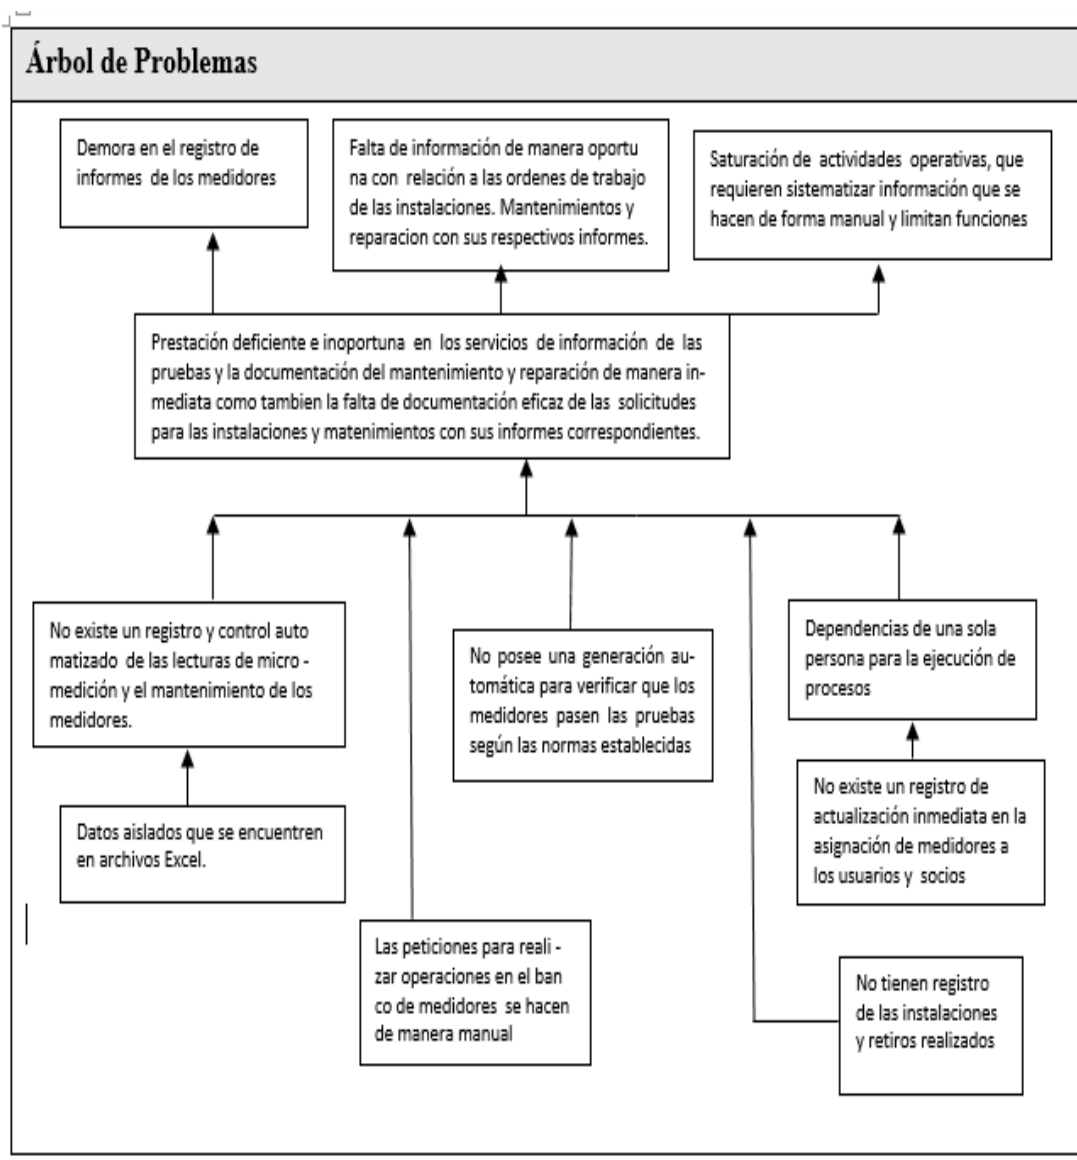 Árbol de Problemas
Demora en el registro de
informes de los medidores
Falta de información de manera oportu
na con relación a las ordenes de trabajo
de las instalaciones. Mantenimientos y
reparacion con sus respectivos informes.
Saturación de actividades operativas, que
requieren sistematizar información que se
hacen de forma manual y limitan funciones
Prestación deficiente e inoportuna en los servicios de información de las
pruebas y la documentación del mantenimiento y reparación de manera in-
mediata como tambien la falta de documentación eficaz de las solicitudes
para las instalaciones y matenimientos con sus informes correspondientes.
No existe un registro y control auto
matizado de las lecturas de micro -
medición y el mantenimiento de los
medidores.
No posee una generación au-
tomática para verificar que los
medidores pasen las pruebas
según las normas establecidas
Dependencias de una sola
persona para la ejecución de
procesos
Datos aislados que se encuentren
en archivos Excel.
No existe un registro de
actualización inmediata en la
asignación de medidores a
los usuarios y socios
Las peticiones para reali -
zar operaciones en el ban
co de medidores se hacen
de manera manual
No tienen registro
de las instalaciones
y retiros realizados